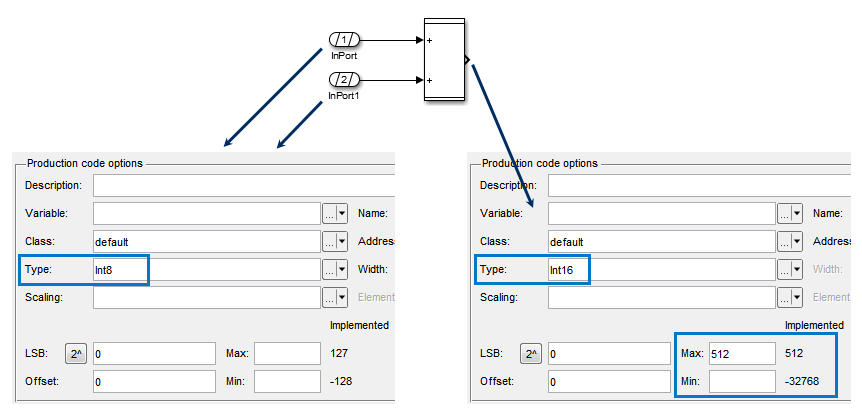 1
InPort
+
2
InPort1
+
Production code options
Description:
Variable:
...
Name:
Class:
default
...
Address
Type:
Int8
...
Width:
Scaling:
...
Element
Implemented
LSB:
2^
0
Max:
127
Offset:
0
Min:
-128
Production code options
Description:
Variable:
...
Name:
Class:
default
...
Address
Type:
Int16
...
Width:
Scaling:
...
Element
Implemented
LSB:
2^
0
Max:
512
512
Offset:
0
Min:
-32768